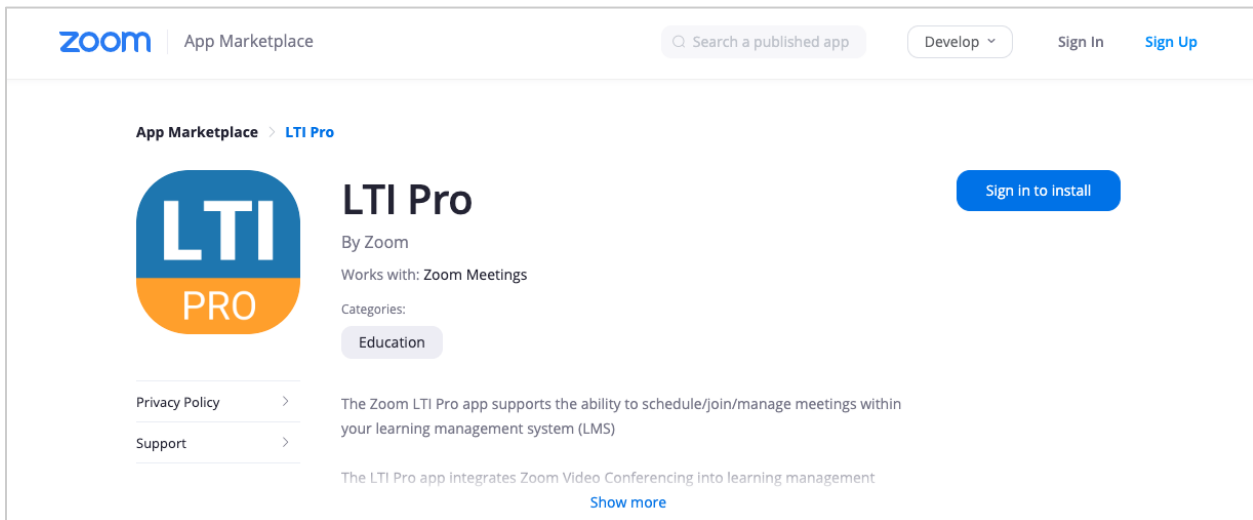 zoom App Marketplace Search a published app Develop Sign In Sign Up
App Marketplace > LTI Pro
LTI
PRO
LTI Pro
Sign in to install
By Zoom
Works with: Zoom Meetings
Categories:
Education
Privacy Policy
Support
The Zoom LTI Pro app supports the ability to schedule/join/manage meetings within
your learning management system (LMS)
The LTI Pro app integrates Zoom Video Conferencing into learning management
Show more